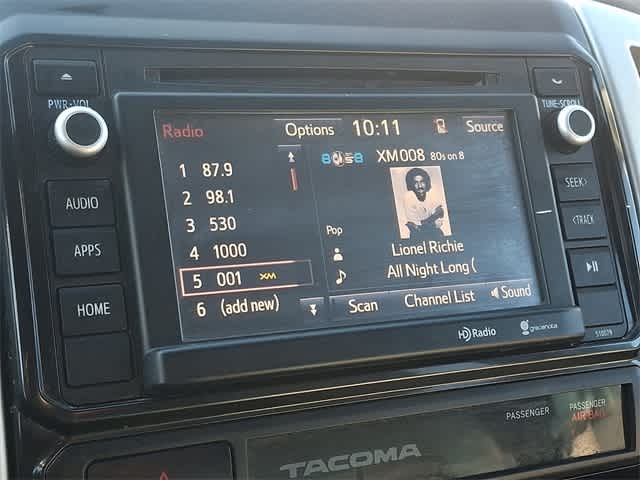 PWR·VOL
TUNE·SCROLL
Radio
Options
10:11
Source
XM008 80s on 8
1 87.9
2 98.1
3 530
4 1000
5 001 XM
6 (add new)
Pop
Lionel Richie
All Night Long (
Scan
Channel List
Sound
AUDIO
APPS
HOME
SEEK>
<TRACK
HD Radio
gracenote
510079
PASSENGER
PASSENGER
AIR BAG
TACOMA